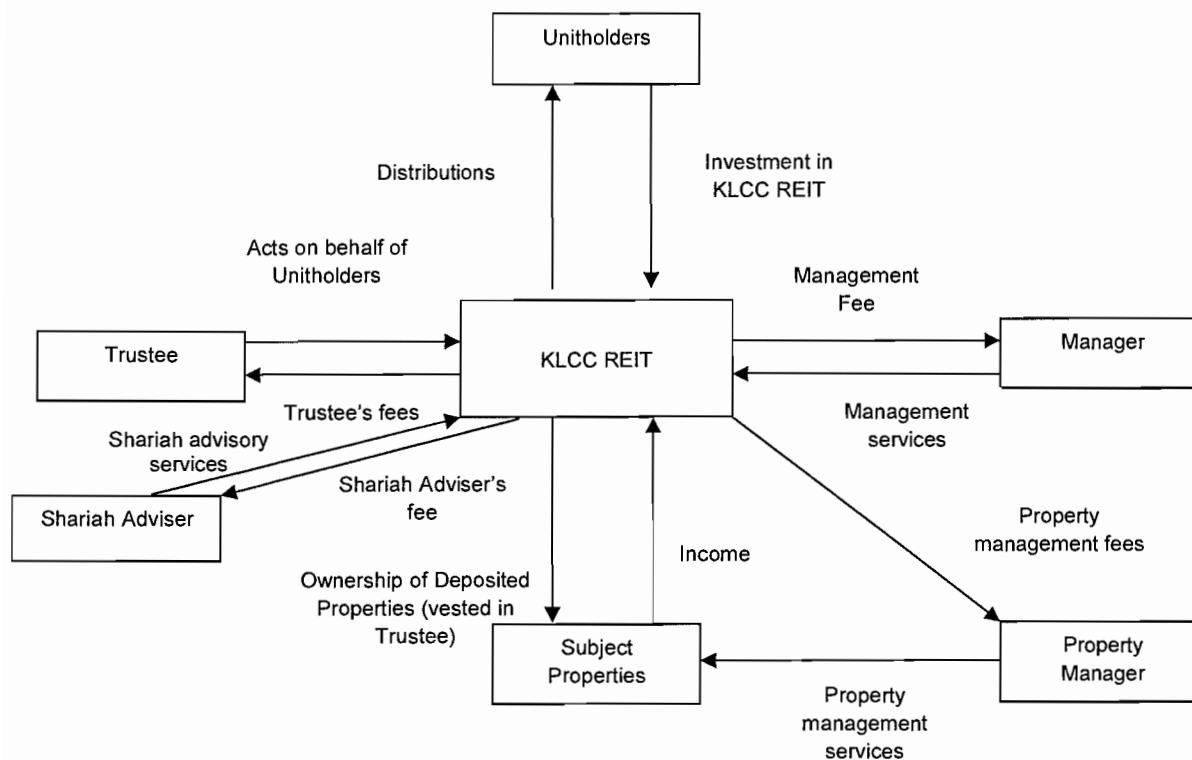 Unitholders
Distributions
Investment in
KLCC REIT
Acts on behalf of
Unitholders
Management
Fee
Trustee
KLCC REIT
Manager
Trustee's fees
Management
services
Shariah advisory
services
Shariah Adviser's
fee
Shariah Adviser
Property
management fees
Income
Ownership of Deposited
Properties (vested in
Trustee)
Subject
Properties
Property
Manager
Property
management
services